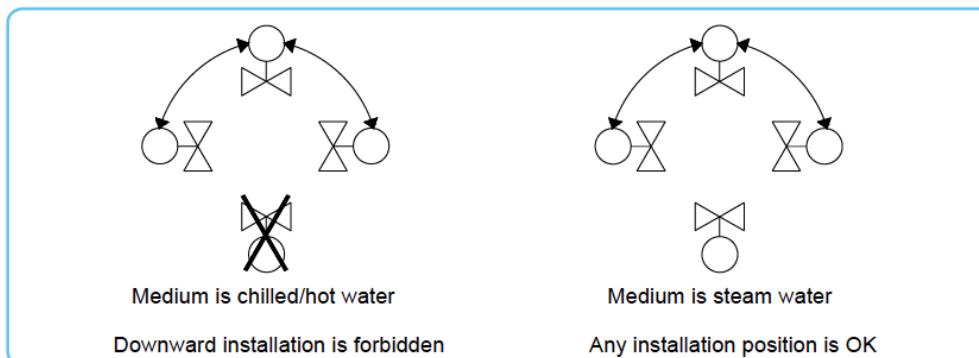 Medium is chilled/hot water
Medium is steam water
Downward installation is forbidden
Any installation position is OK